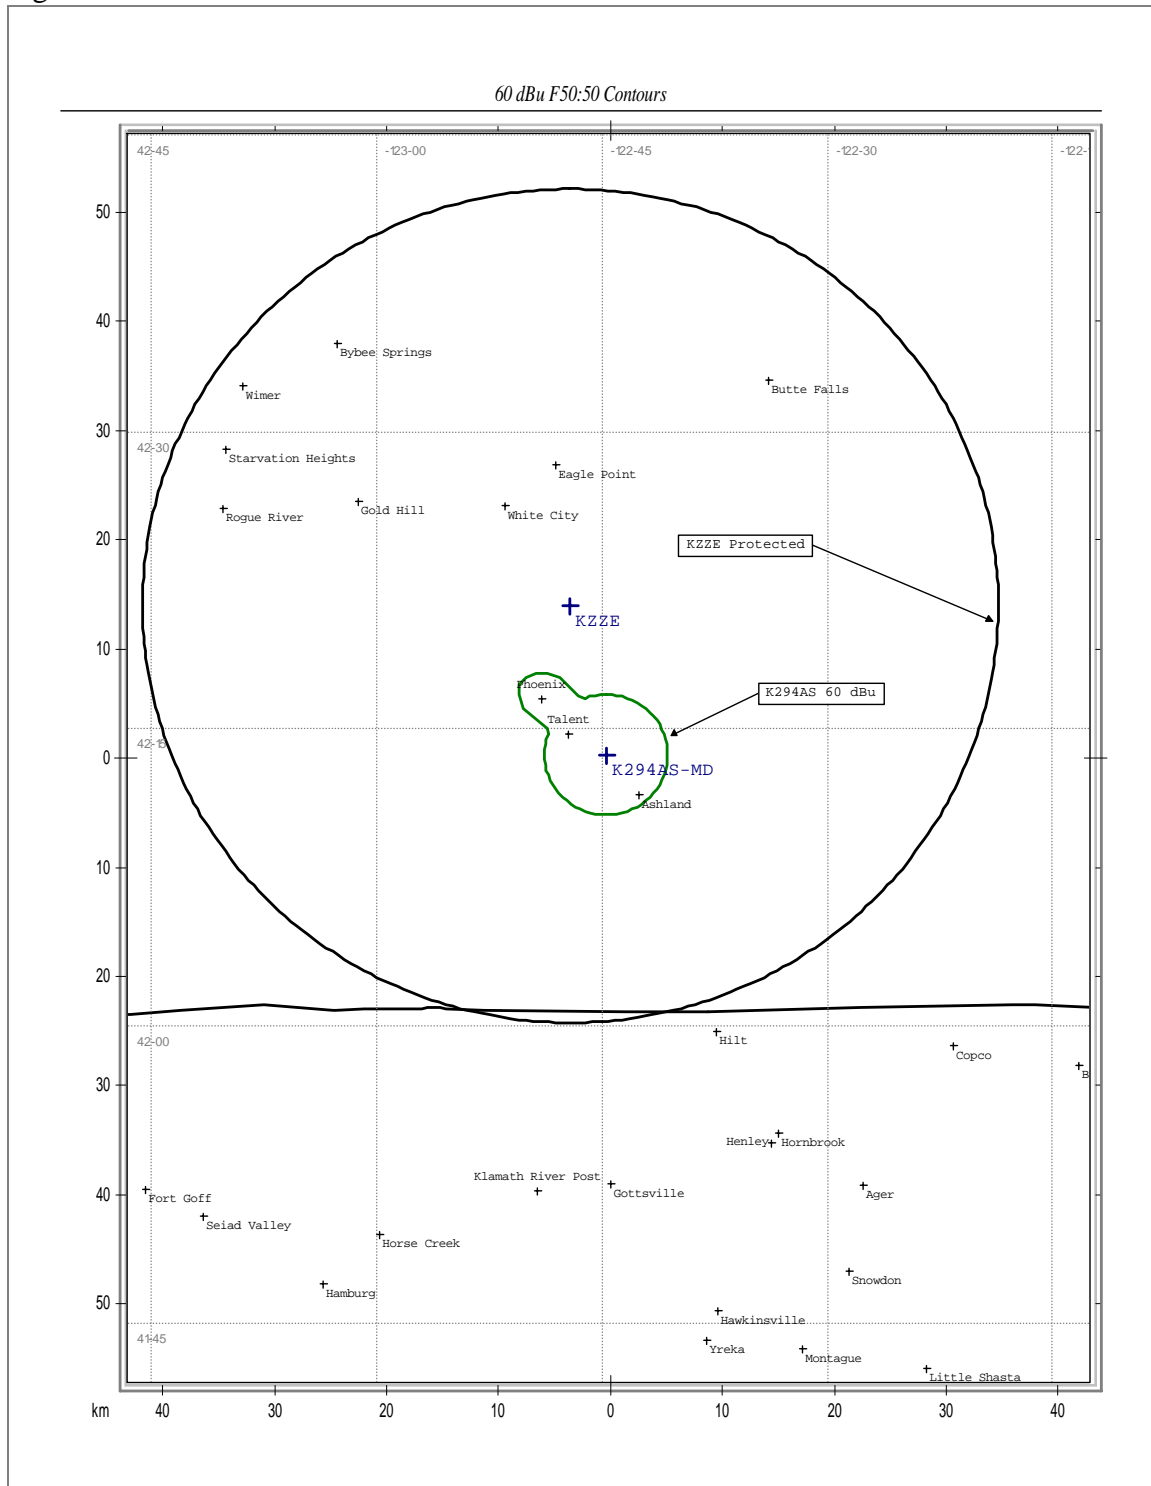 60 dBu F50:50 Contours
42-45
-123-00
-122-45
-122-30
50
40
Bybee Springs
Wimer
Butte Falls
30
42-30
Starvation Heights
Eagle Point
Rogue River
Gold Hill
White City
20
KZZE Protected
KZZE
10
Phoenix
K294AS 60 dBu
Talent
42-15
0
K294AS-MD
Ashland
10
20
42-00
Hilt
Copco
B
30
Henley
Hornbrook
Klamath River Post
40
Fort Goff
Gottsville
Ager
Seiad Valley
Horse Creek
Hamburg
Snowdon
50
Hawkinsville
41-45
Yreka
Montague
Little Shasta
km 40 30 20 10 0 10 20 30 40